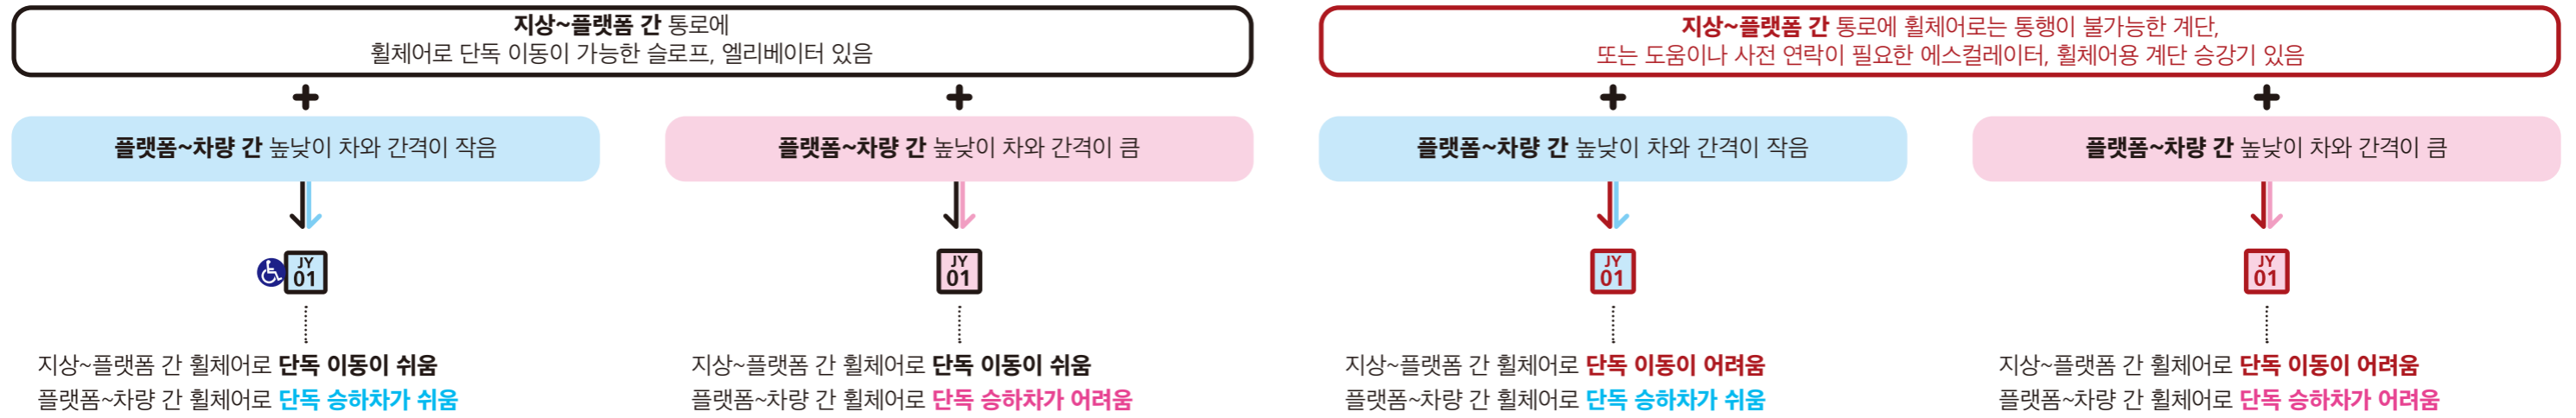 지상~플랫폼 간 통로에
휠체어로 단독 이동이 가능한 슬로프, 엘리베이터 있음
지상~플랫폼 간 통로에 휠체어로는 통행이 불가능한 계단,
또는 도움이나 사전 연락이 필요한 에스컬레이터, 휠체어용 계단 승강기 있음
+
+
+
+
플랫폼~차량 간 높낮이 차와 간격이 작음
플랫폼~차량 간 높낮이 차와 간격이 큼
플랫폼~차량 간 높낮이 차와 간격이 작음
플랫폼~차량 간 높낮이 차와 간격이 큼
JY
01
JY
01
JY
01
JY
01
지상~플랫폼 간 휠체어로 단독 이동이 쉬움
플랫폼~차량 간 휠체어로 단독 승하차가 쉬움
지상~플랫폼 간 휠체어로 단독 이동이 쉬움
플랫폼~차량 간 휠체어로 단독 승하차가 어려움
지상~플랫폼 간 휠체어로 단독 이동이 어려움
플랫폼~차량 간 휠체어로 단독 승하차가 쉬움
지상~플랫폼 간 휠체어로 단독 이동이 어려움
플랫폼~차량 간 휠체어로 단독 승하차가 어려움